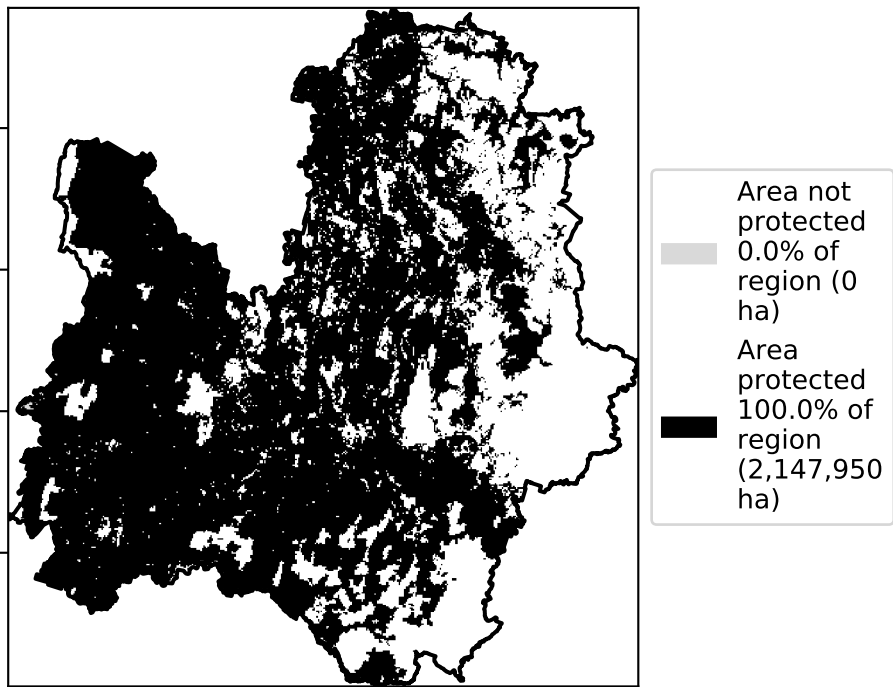 Area not
protected
0.0% of
region (0
ha)
Area
protected
100.0% of
region
(2,147,950
ha)